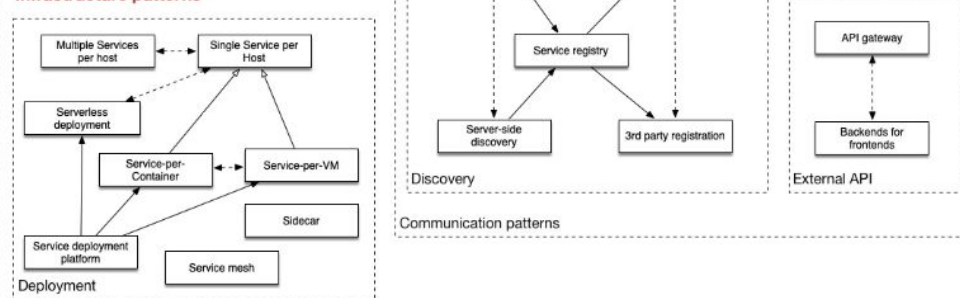 Infrastructure patterns
Multiple Services
per host
Single Service per
Host
Serverless
deployment
Service-per-
Container
Service-per-VM
Sidecar
Service deployment
platform
Service mesh
Deployment
Service registry
Server-side
discovery
3rd party registration
Discovery
Communication patterns
API gateway
Backends for
frontends
External API